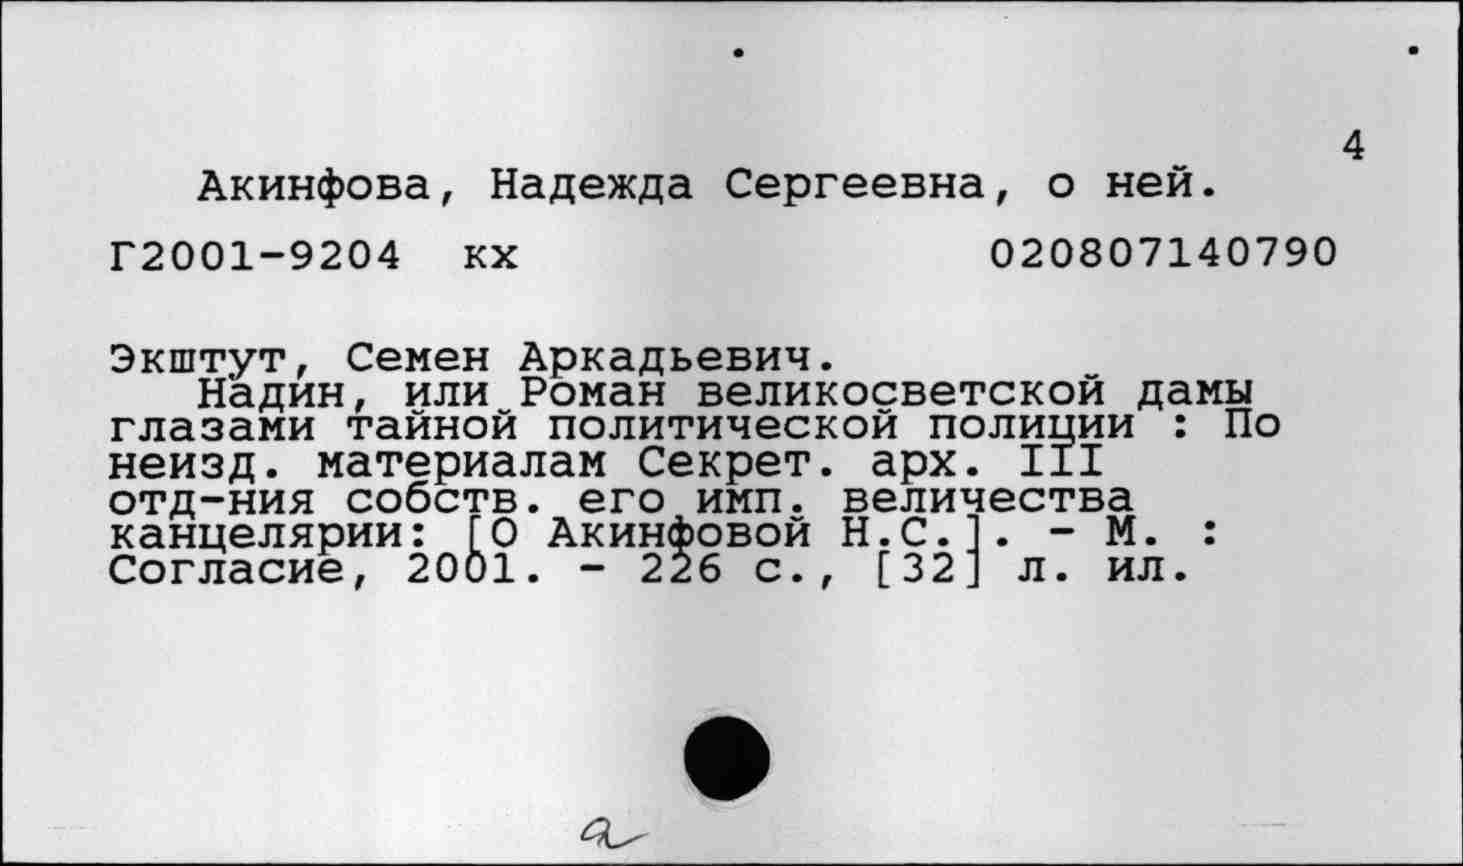 4
Акинфова, Надежда Сергеевна, о ней.
Г2001-9204 кх 020807140790
Экштут, Семен Аркадьевич.
Надин, или Роман великосветской дамы
глазами тайной политической полиции : По
неизд. материалам Секрет. арх. III
отд-ния собств. его имп. величества
канцелярии: [О Акинфовой Н.С.]. - М. :
Согласие, 2001. - 226 с., [32] л. ил.
а